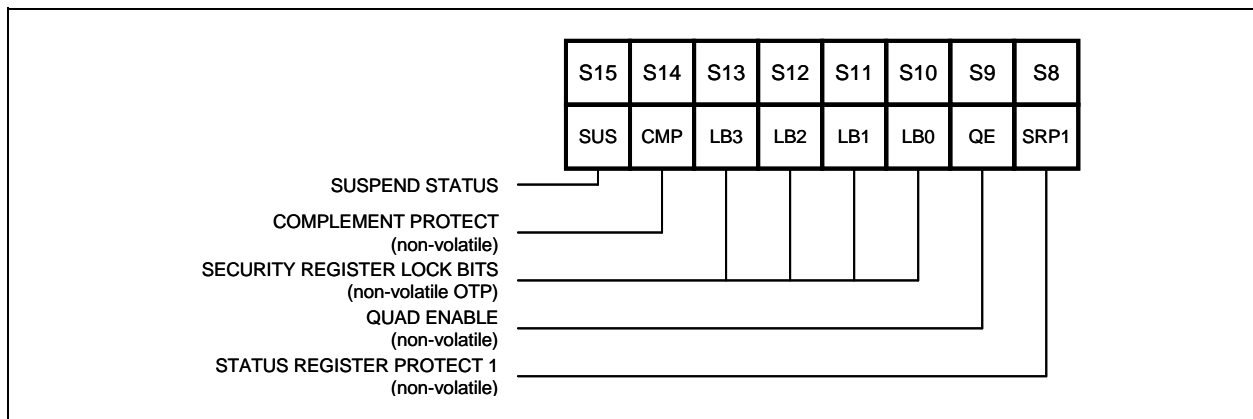 S15 S14 S13 S12 S11 S10 S9 S8
SUS CMP LB3 LB2 LB1 LB0 QE SRP1
SUSPEND STATUS
COMPLEMENT PROTECT
(non-volatile)
SECURITY REGISTER LOCK BITS
(non-volatile OTP)
QUAD ENABLE
(non-volatile)
STATUS REGISTER PROTECT 1
(non-volatile)